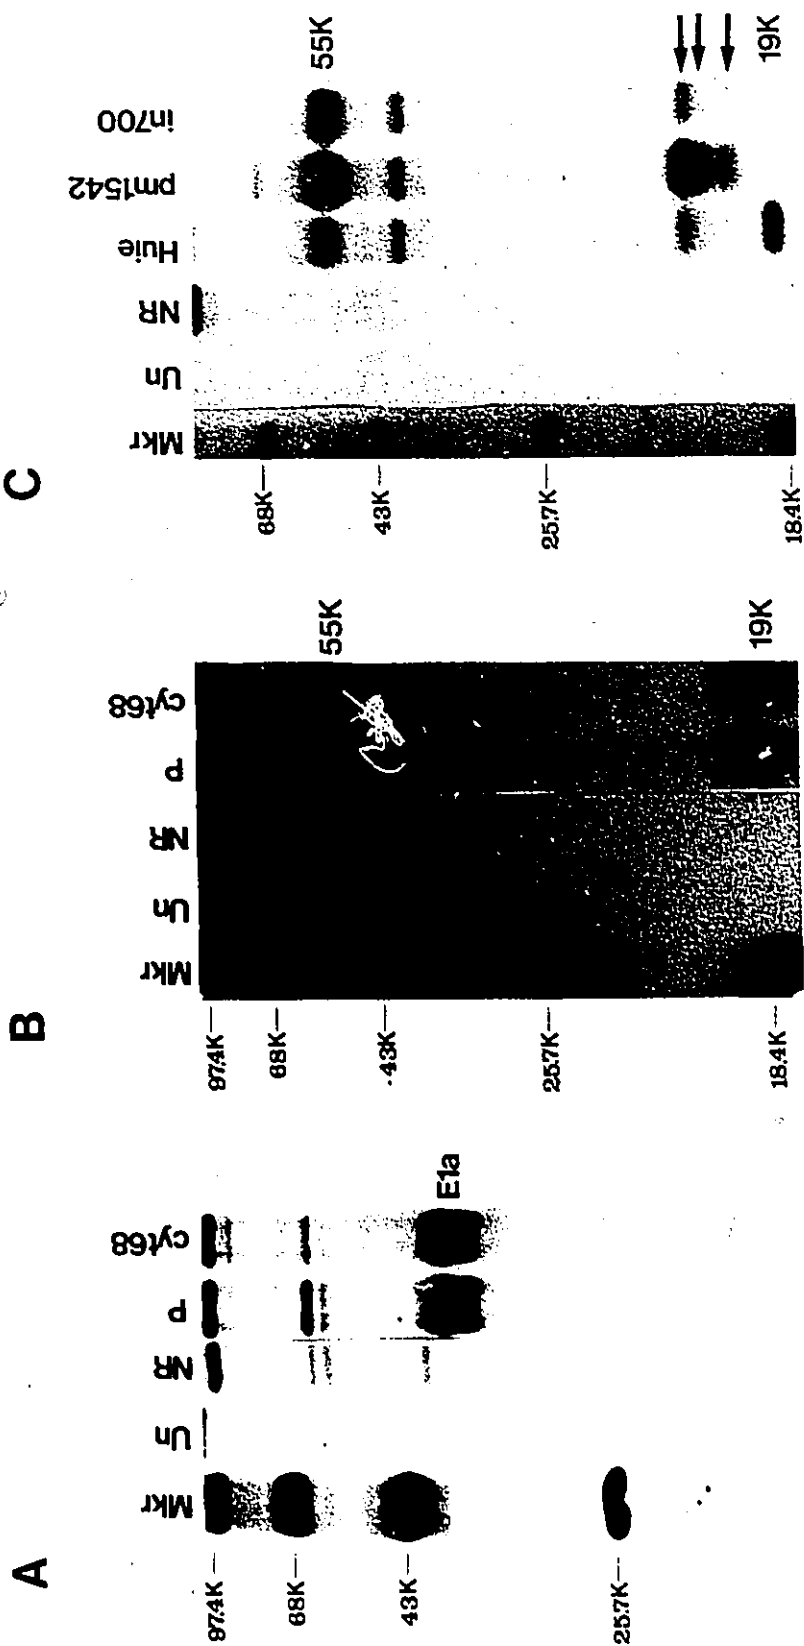 A
Mkr
Un
NR
P
cyt68
97.4K—
68K—
43K—
25.7K—
E1a
B
Mkr
Un
NR
P
cyt68
97.4K—
68K—
43K—
25.7K—
18.4K—
55K
19K
C
Mkr
Un
NR
Huie
pm1542
in700
68K—
43K—
25.7K—
18.4K—
55K
19K